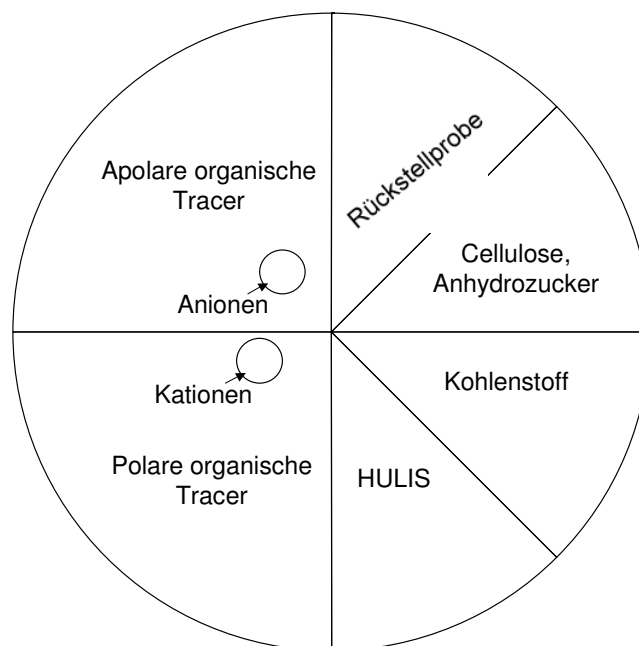 Apolare organische
Tracer
Rückstellprobe
Cellulose,
Anhydrozucker
Anionen
Kationen
Kohlenstoff
Polare organische
Tracer
HULIS